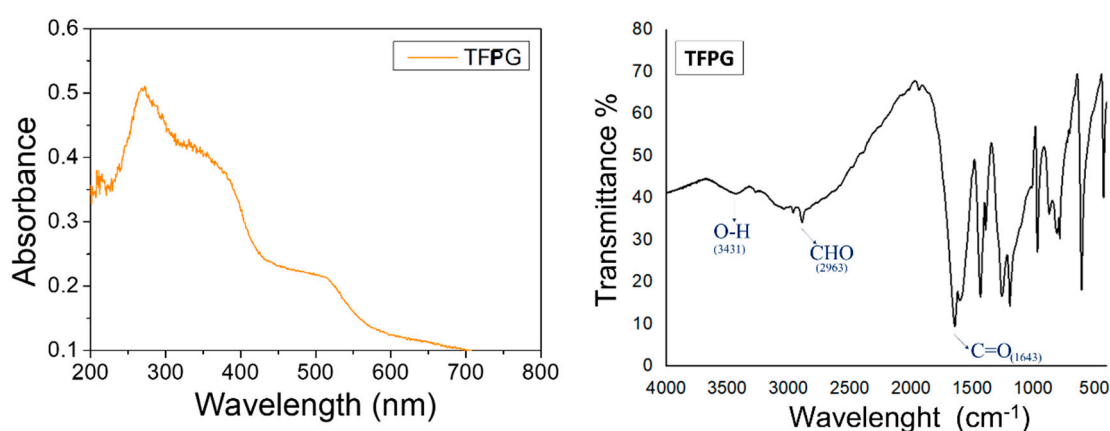 0.6
0.5
0.4
0.3
0.2
0.1
Absorbance
TFPG
200 300 400 500 600 700 800
Wavelength (nm)
80
70
60
50
40
30
20
10
0
Transmittance %
TFPG
O-H
(3431)
CHO
(2963)
C=O(1643)
4000 3500 3000 2500 2000 1500 1000 500
Wavelenght (cm-1)